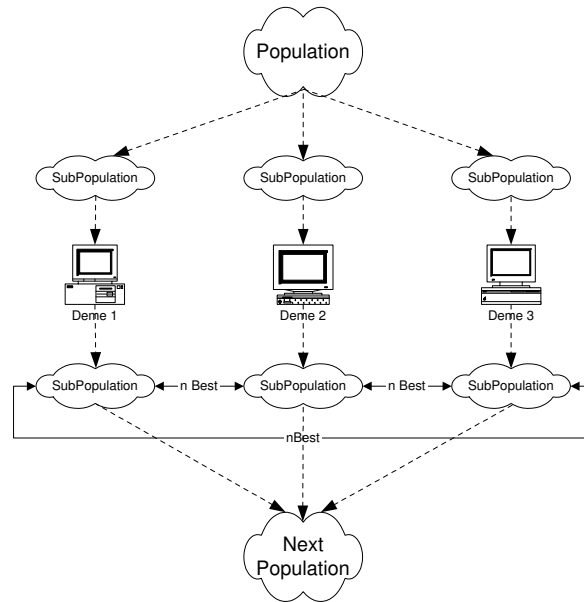 Population
SubPopulation
SubPopulation
SubPopulation
Deme 1
Deme 2
Deme 3
SubPopulation
n Best
SubPopulation
n Best
SubPopulation
nBest
Next
Population